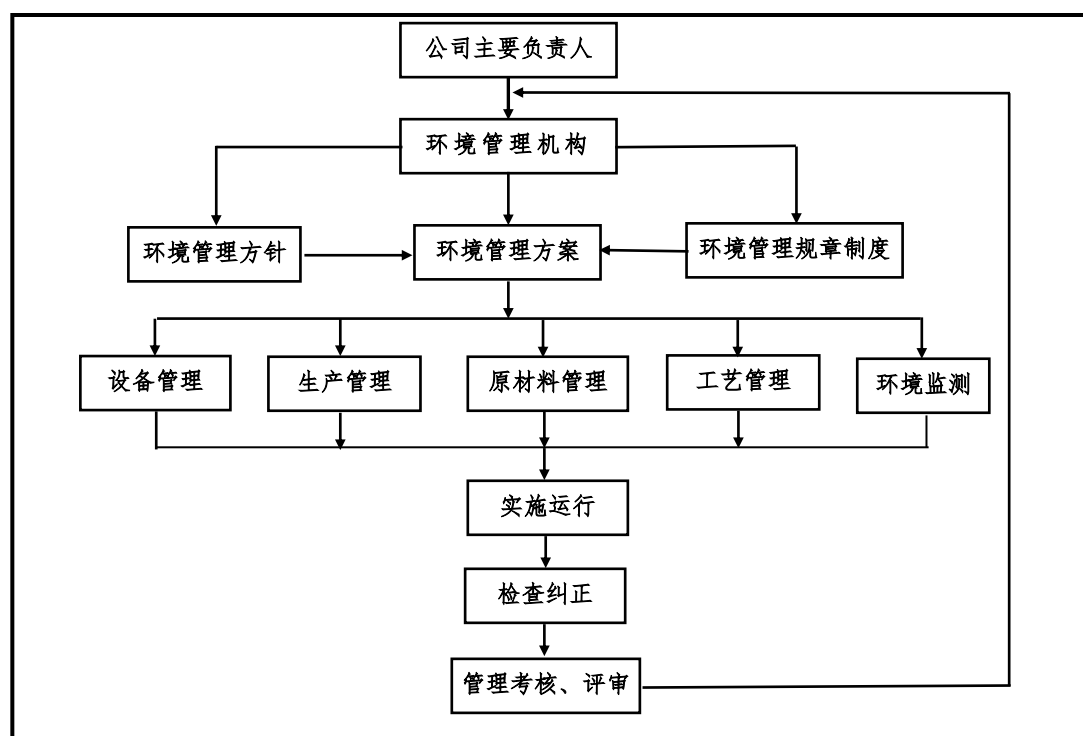 公司主要负责人
环境管理机构
环境管理方针
环境管理方案
环境管理规章制度
设备管理
生产管理
原材料管理
工艺管理
环境监测
实施运行
检查纠正
管理考核、评审